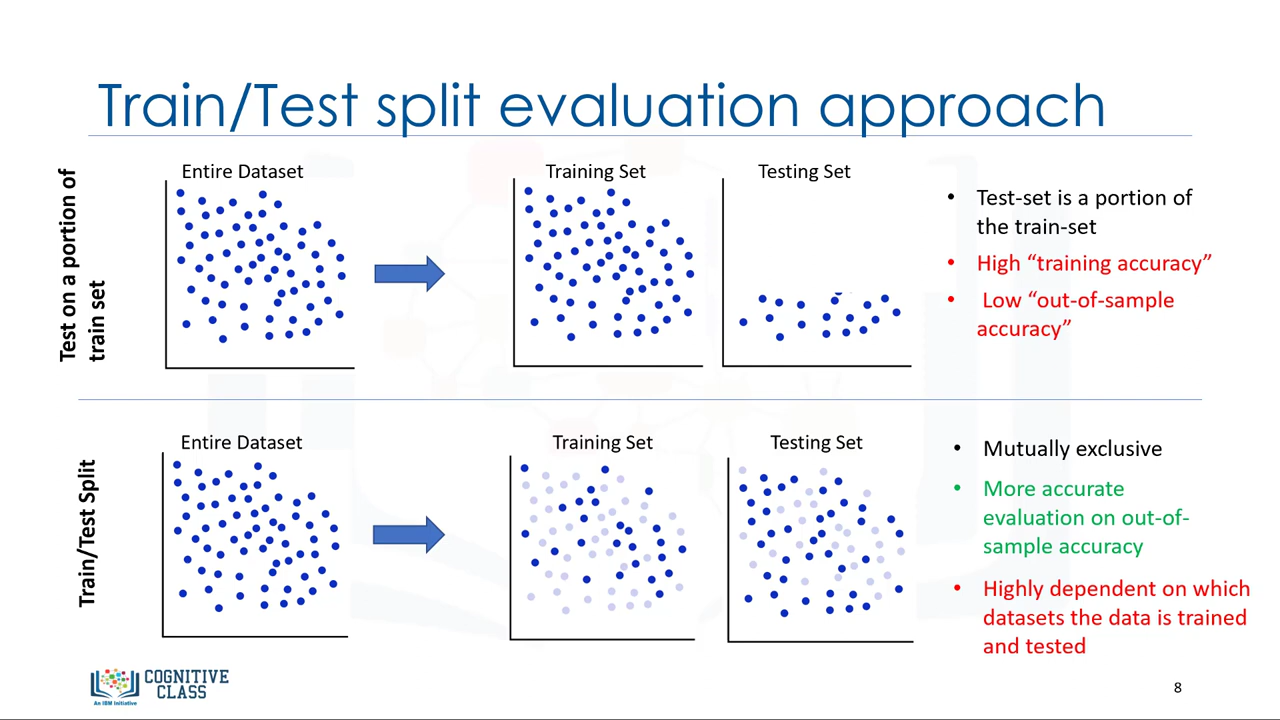 Train/Test split evaluation approach
Test on a portion of
train set
Entire Dataset
Training Set
Testing Set
• Test-set is a portion of
the train-set
• High “training accuracy”
• Low “out-of-sample
accuracy”
Train/Test Split
Entire Dataset
Training Set
Testing Set
• Mutually exclusive
• More accurate
evaluation on out-of-
sample accuracy
• Highly dependent on which
datasets the data is trained
and tested
COGNITIVE
CLASS
An IBM Initiative
8